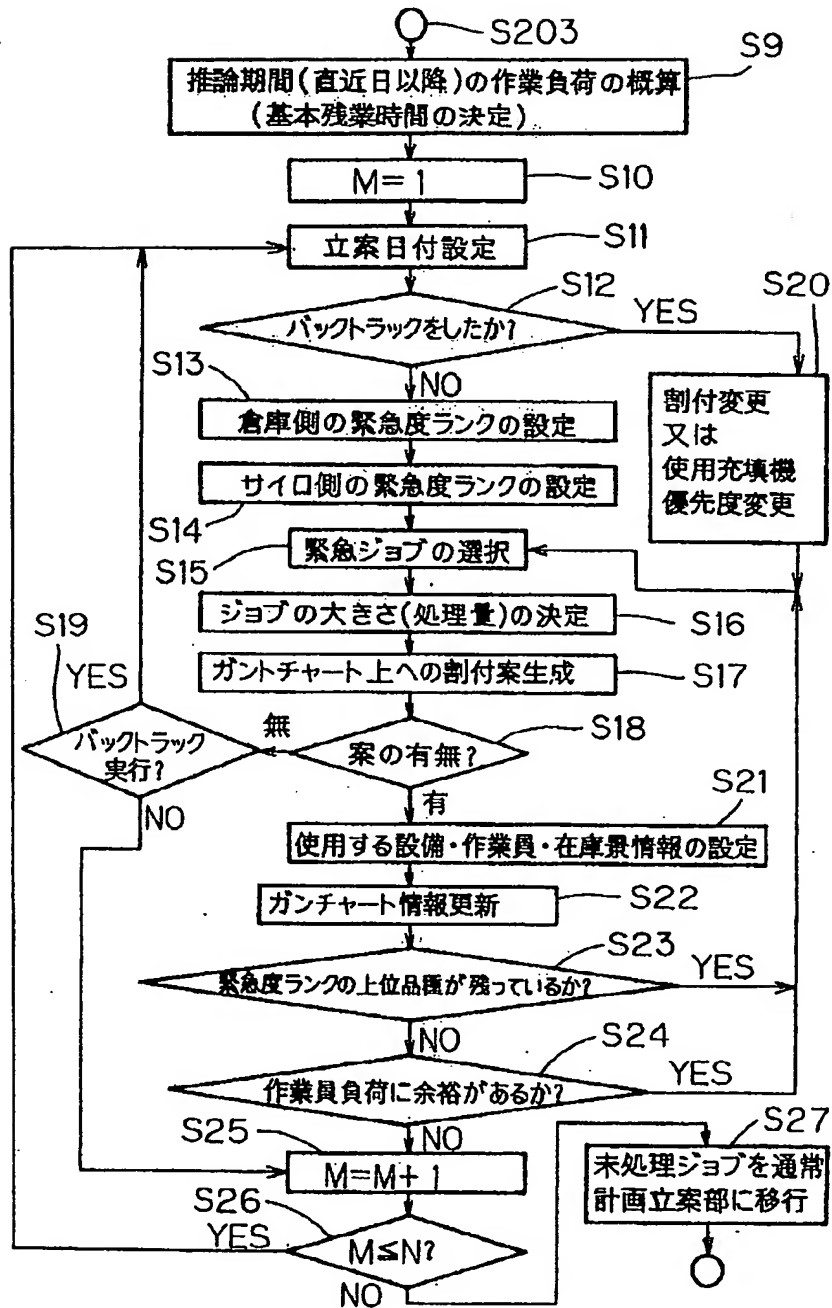 S203
S9
推論期間(直近日以降)の作業負荷の概算
(基本残業時間の決定)
M=1
S10
立案日付設定
S11
バックトラックをしたか?
S12
YES
S20
NO
割付変更
又は
使用充填機
優先度変更
S13
倉庫側の緊急度ランクの設定
サイロ側の緊急度ランクの設定
S14
緊急ジョブの選択
S15
ジョブの大きさ(処理量)の決定
S16
ガントチャート上への割付案生成
S17
S19
YES
バックトラック
実行?
NO
無
案の有無?
S18
有
S21
使用する設備・作業員・在庫景情報の設定
ガンチャート情報更新
S22
S23
緊急度ランクの上位品種が残っているか?
YES
NO
S24
作業員負荷に余裕があるか?
YES
NO
S25
M=M+1
S26
YES
M≦N?
NO
S27
未処理ジョブを通常
計画立案部に移行